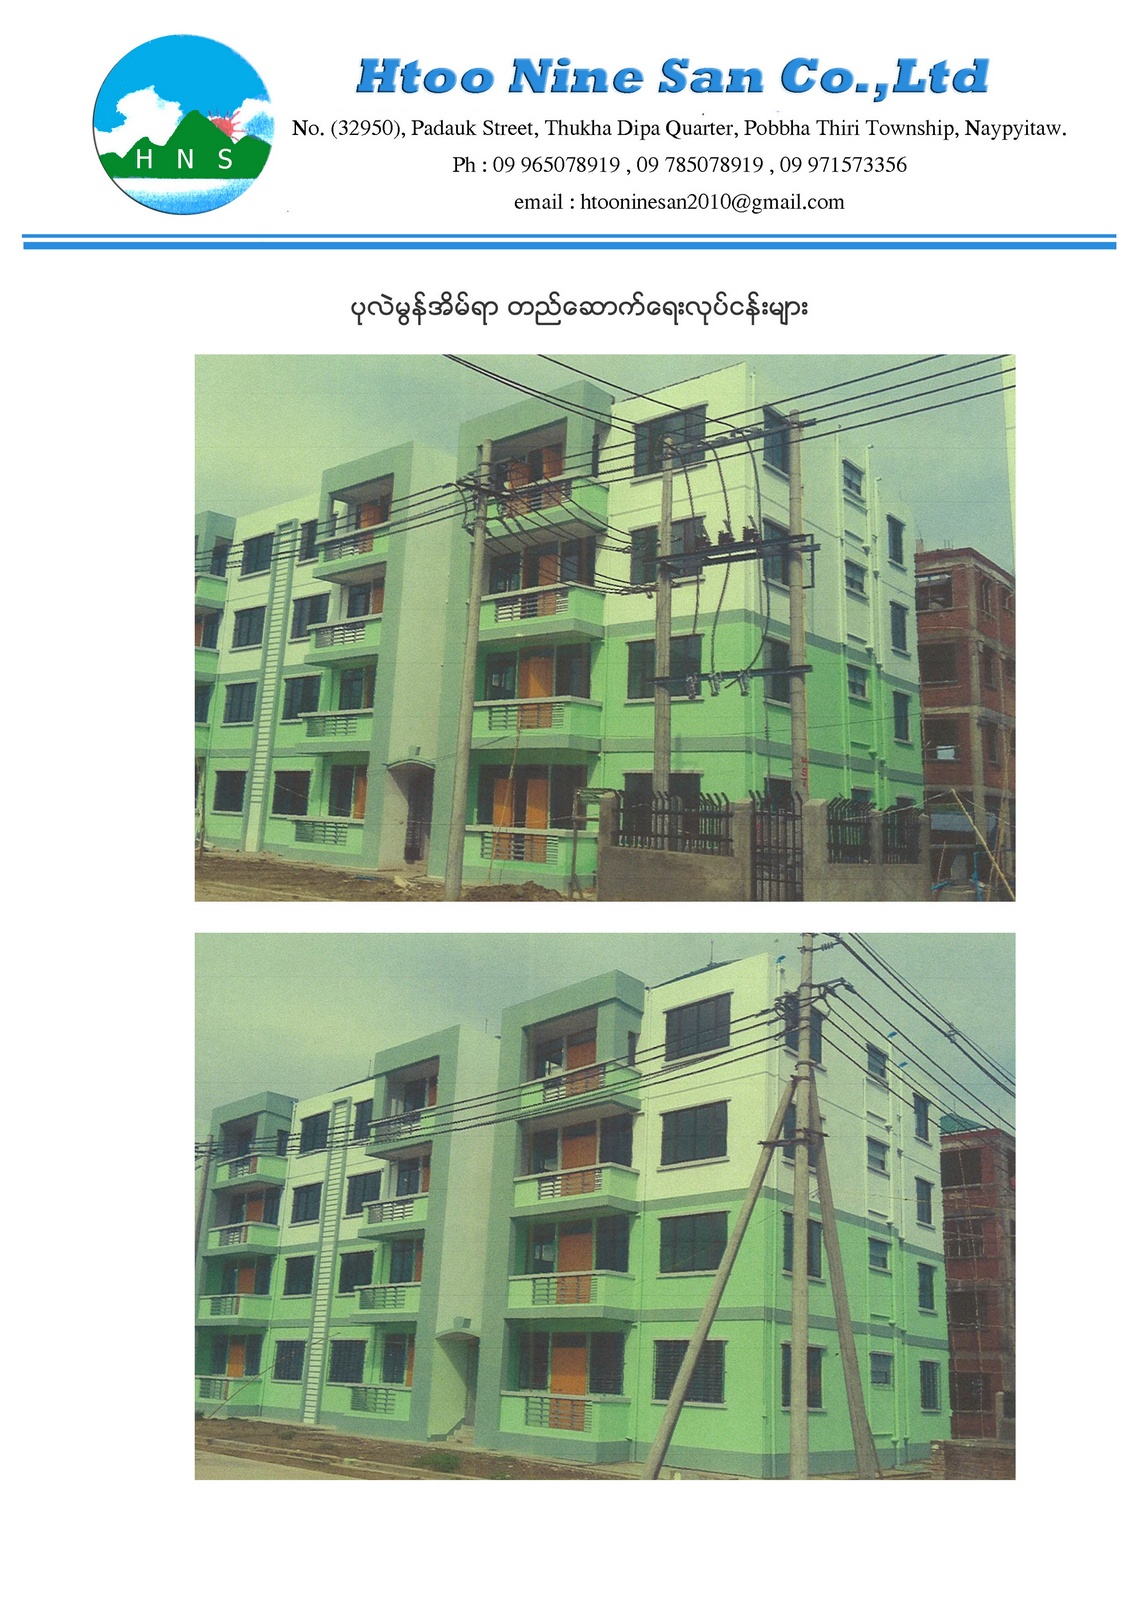 H N S
Htoo Nine San Co.,Ltd
No. (32950), Padauk Street, Thukha Dipa Quarter, Pobbha Thiri Township, Naypyitaw.
Ph : 09 965078919 , 09 785078919 , 09 971573356
email : htooninesan2010@gmail.com
ပုလဲမွန်အိမ်ရာ တည်ဆောက်ရေးလုပ်ငန်းများ